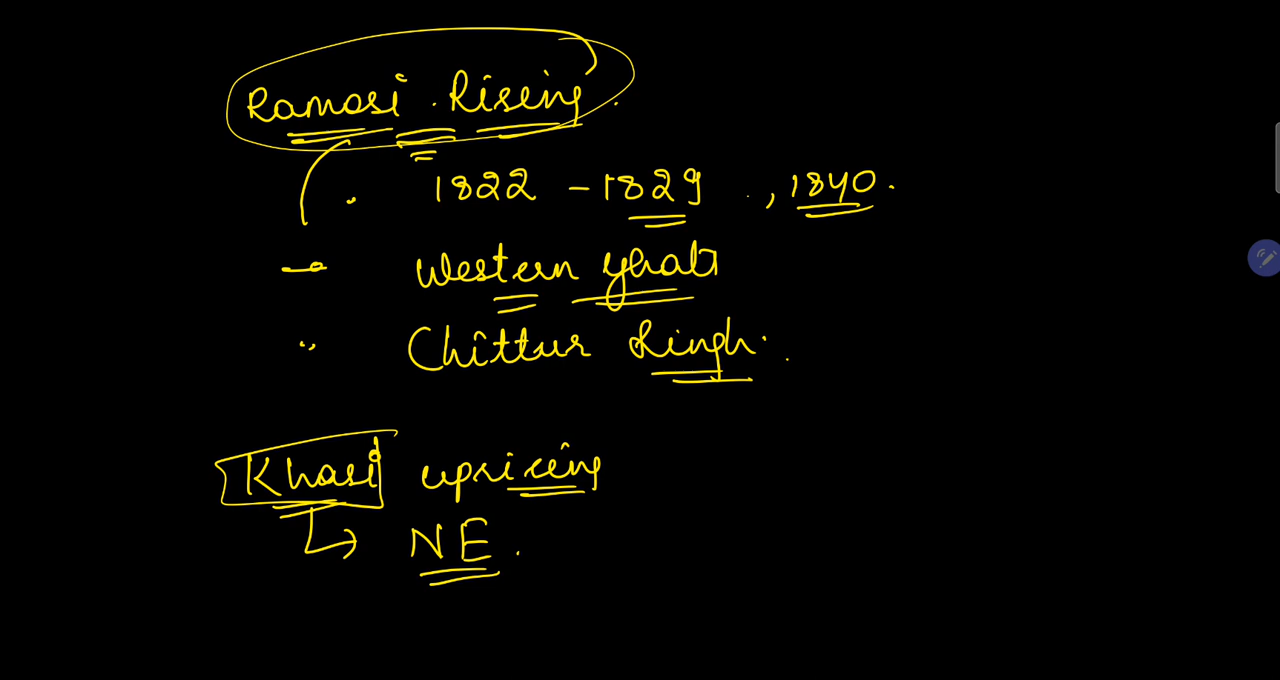 Ramosi Rising.
1822 - 1829, 1840.
Western ghats
Chittur Singh.
Khasi uprising
NE.